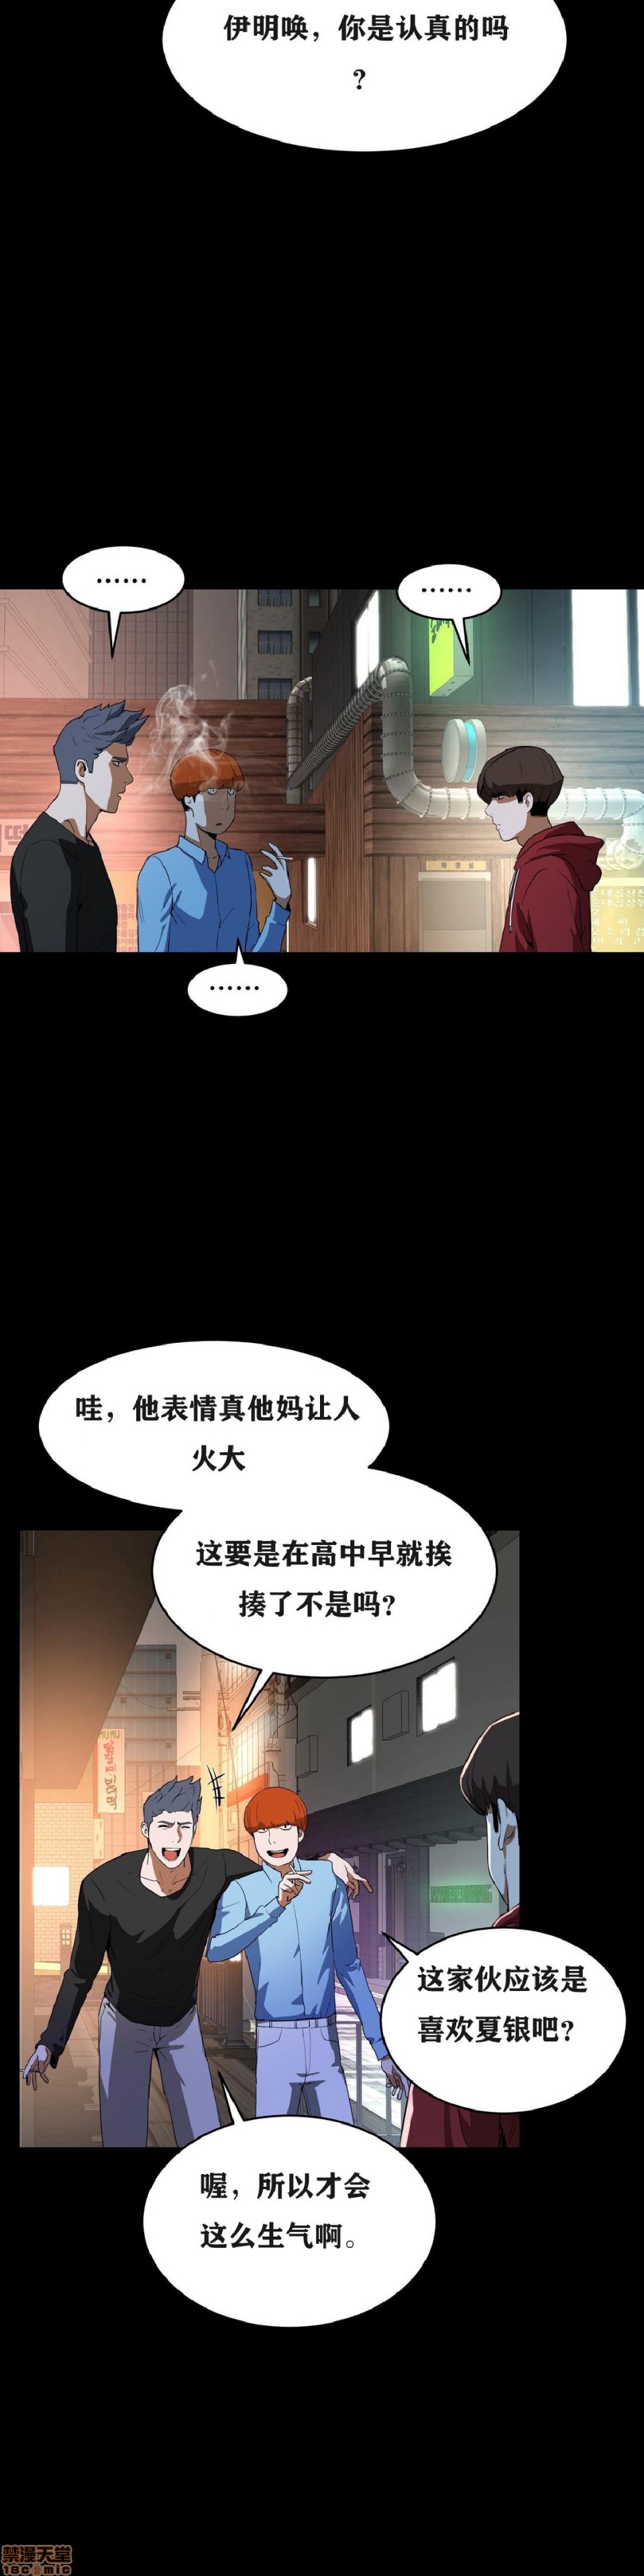 伊明唤，你是认真的吗
？
······
······
······
哇，他表情真他妈让人
火大
这要是在高中早就挨
揍了不是吗？
这家伙应该是
喜欢夏银吧？
喔，所以才会
这么生气啊。
禁漫天堂
18comic